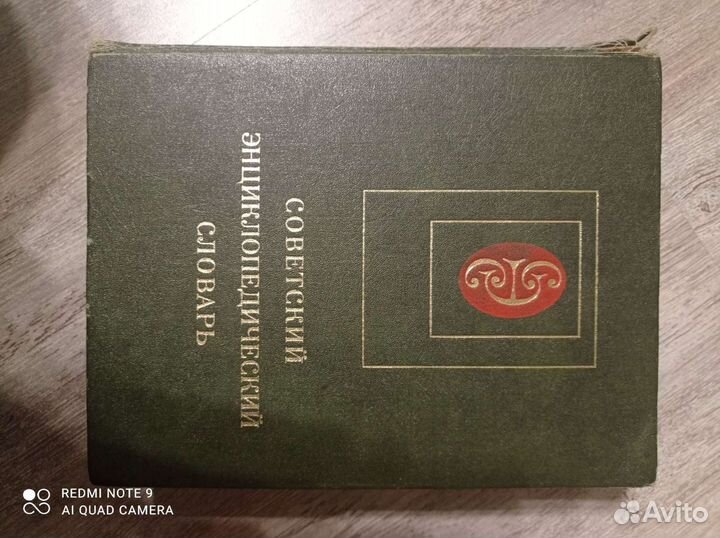 СОВЕТСКИЙ
ЭНЦИКЛОПЕДИЧЕСКИЙ
СЛОВАРЬ
REDMI NOTE 9
AI QUAD CAMERA
Avito